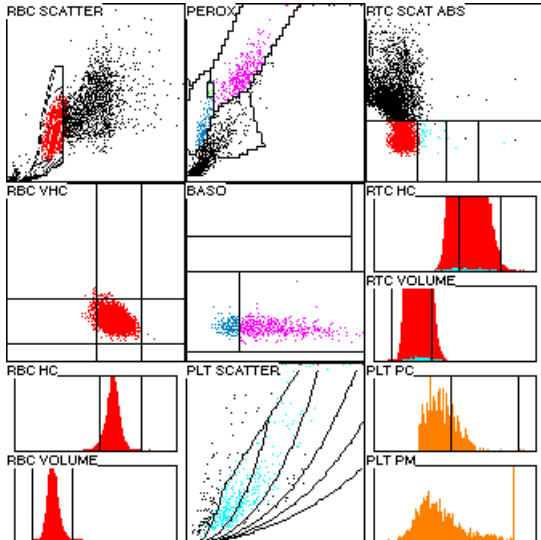 RBC SCATTER
PEROX
RTC SCAT ABS
RBC VHC
BASO
RTC HC
RTC VOLUME
RBC HC
PLT SCATTER
PLT PC
RBC VOLUME
PLT PM